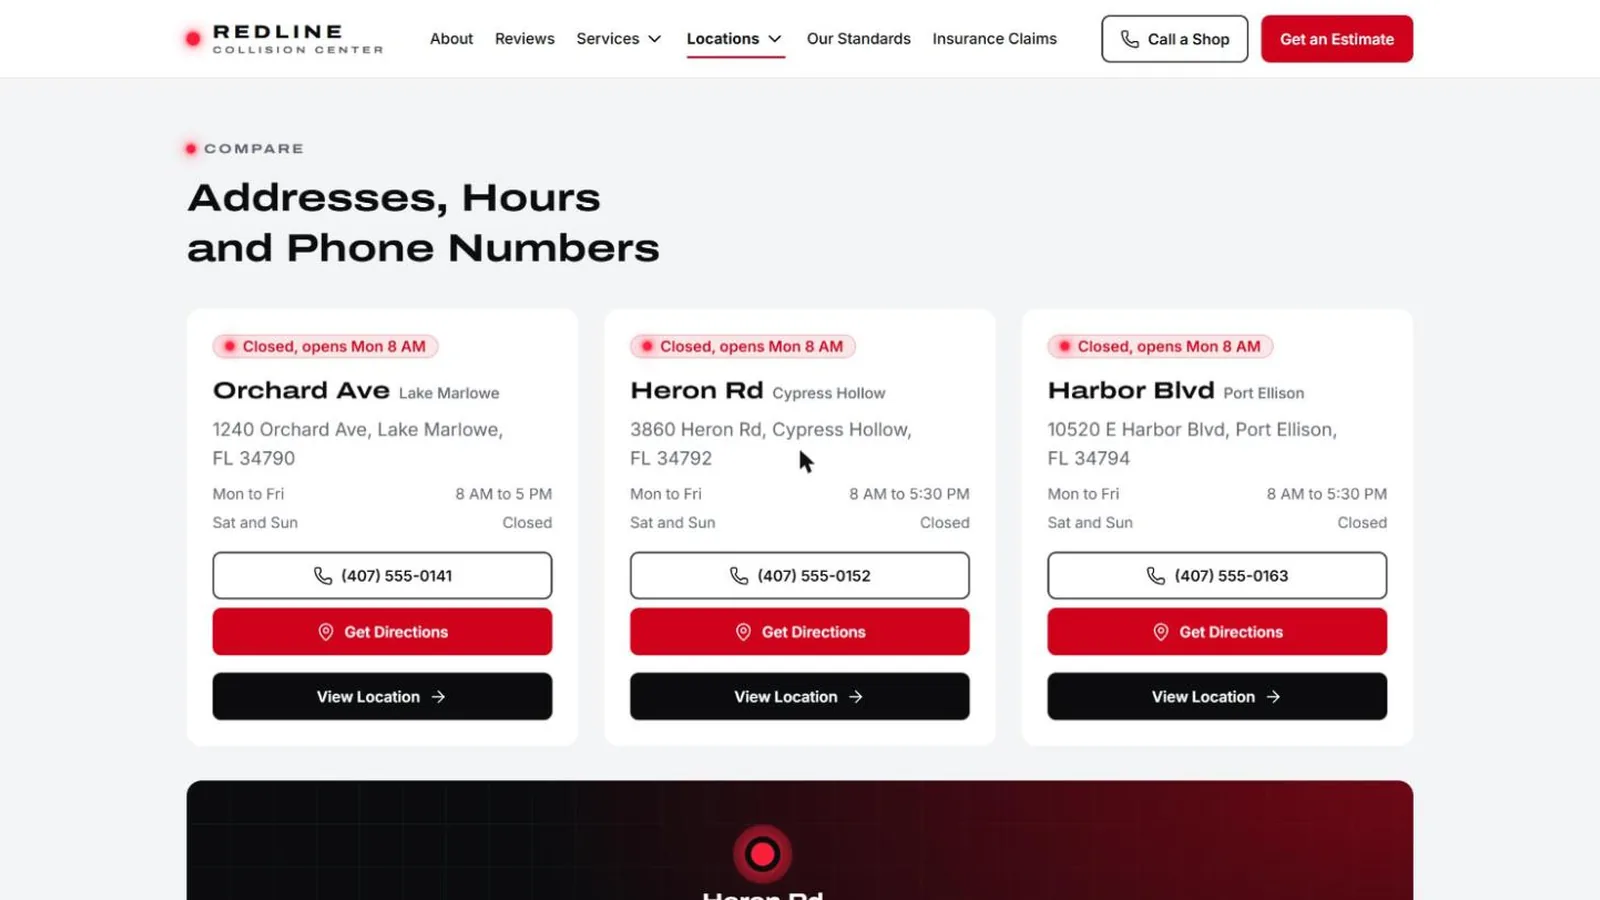 REDLINE
COLLISION CENTER
About
Reviews
Services
Locations
Our Standards
Insurance Claims
Call a Shop
Get an Estimate
COMPARE
Addresses, Hours
and Phone Numbers
Closed, opens Mon 8 AM
Orchard Ave Lake Marlowe
1240 Orchard Ave, Lake Marlowe,
FL 34790
Mon to Fri 8 AM to 5 PM
Sat and Sun Closed
(407) 555-0141
Get Directions
View Location
Closed, opens Mon 8 AM
Heron Rd Cypress Hollow
3860 Heron Rd, Cypress Hollow,
FL 34792
Mon to Fri 8 AM to 5:30 PM
Sat and Sun Closed
(407) 555-0152
Get Directions
View Location
Closed, opens Mon 8 AM
Harbor Blvd Port Ellison
10520 E Harbor Blvd, Port Ellison,
FL 34794
Mon to Fri 8 AM to 5:30 PM
Sat and Sun Closed
(407) 555-0163
Get Directions
View Location
Heron Rd